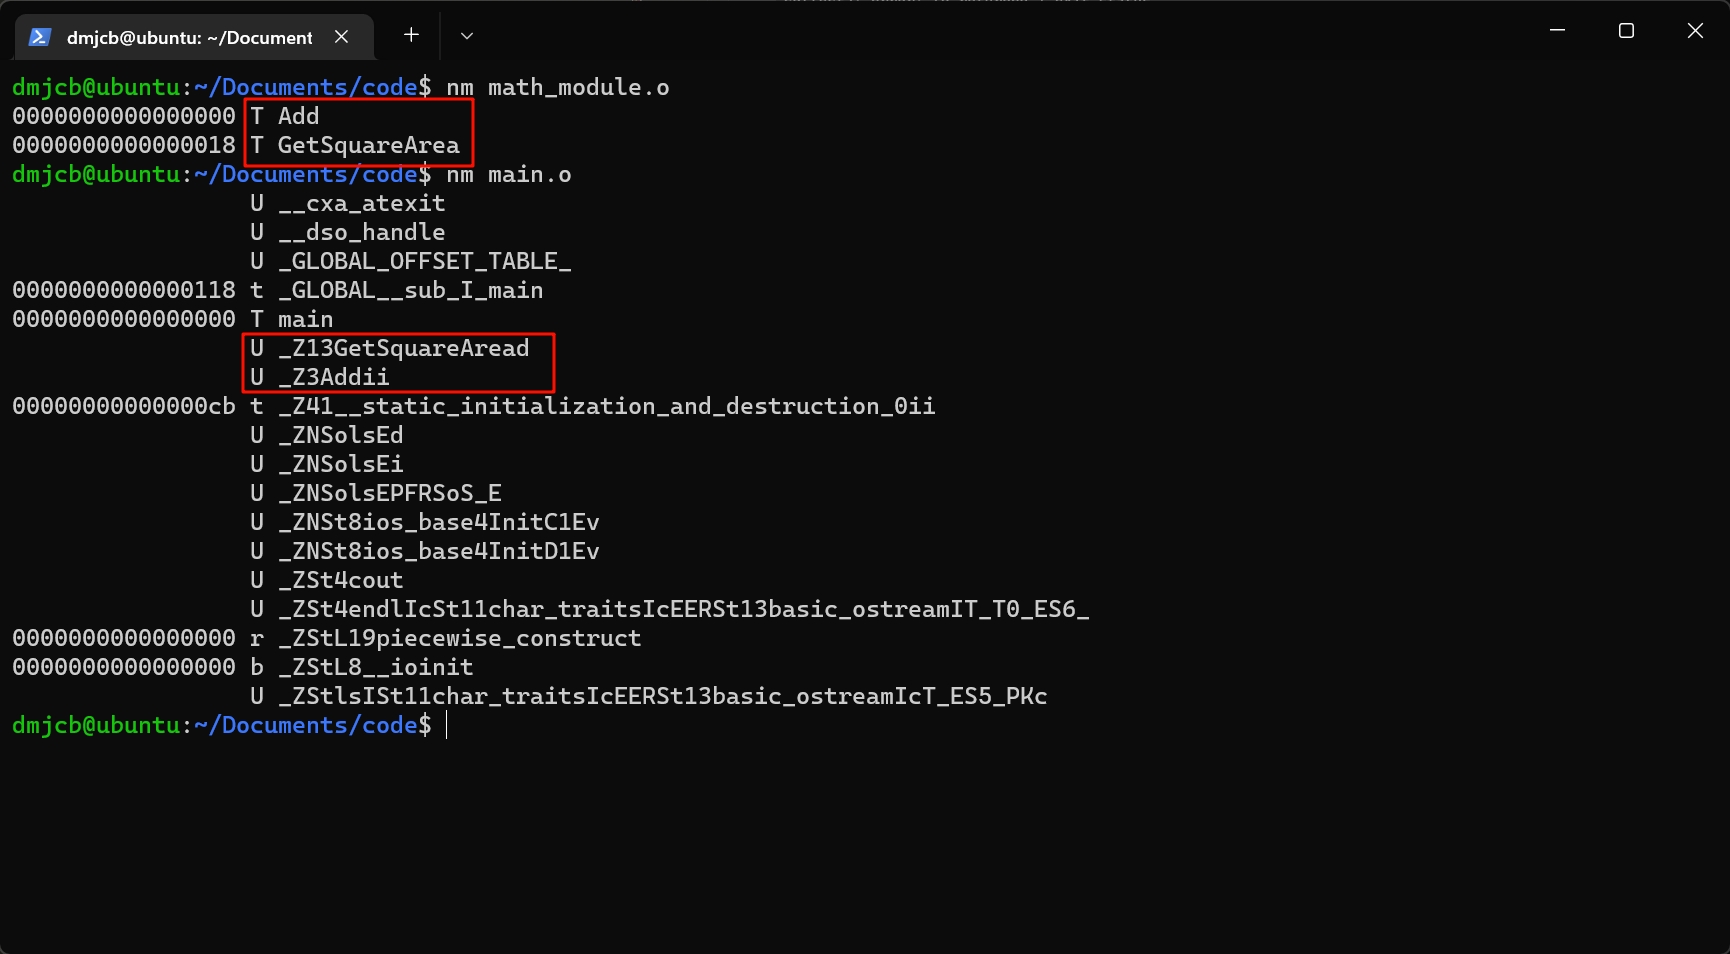 dmjcb@ubuntu: ~/Document
dmjcb@ubuntu:~/Documents/code$ nm math_module.o
0000000000000000 T Add
0000000000000018 T GetSquareArea
dmjcb@ubuntu:~/Documents/code$ nm main.o
U __cxa_atexit
U __dso_handle
U _GLOBAL_OFFSET_TABLE_
0000000000000118 t _GLOBAL__sub_I_main
0000000000000000 T main
U _Z13GetSquareAread
U _Z3Addii
00000000000000cb t _Z41__static_initialization_and_destruction_0ii
U _ZNSolsEd
U _ZNSolsEi
U _ZNSolsEPFRSoS_E
U _ZNSt8ios_base4InitC1Ev
U _ZNSt8ios_base4InitD1Ev
U _ZSt4cout
U _ZSt4endlIcSt11char_traitsIcEERSt13basic_ostreamIT_T0_ES6_
0000000000000000 r _ZStL19piecewise_construct
0000000000000000 b _ZStL8__ioinit
U _ZStlsISt11char_traitsIcEERSt13basic_ostreamIcT_ES5_PKc
dmjcb@ubuntu:~/Documents/code$